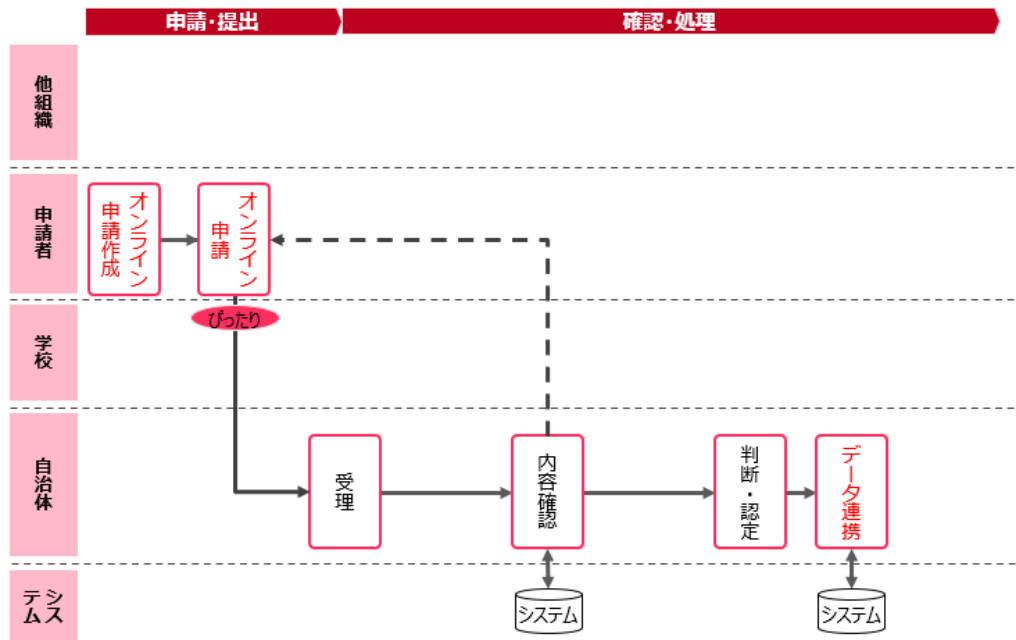 申請・提出
確認・処理
他組織
申請者
オンライン
申請作成
オンライン
申請
ぴったり
学校
自治体
受理
内容確認
判断・認定
データ連携
シス
テム
システム
システム